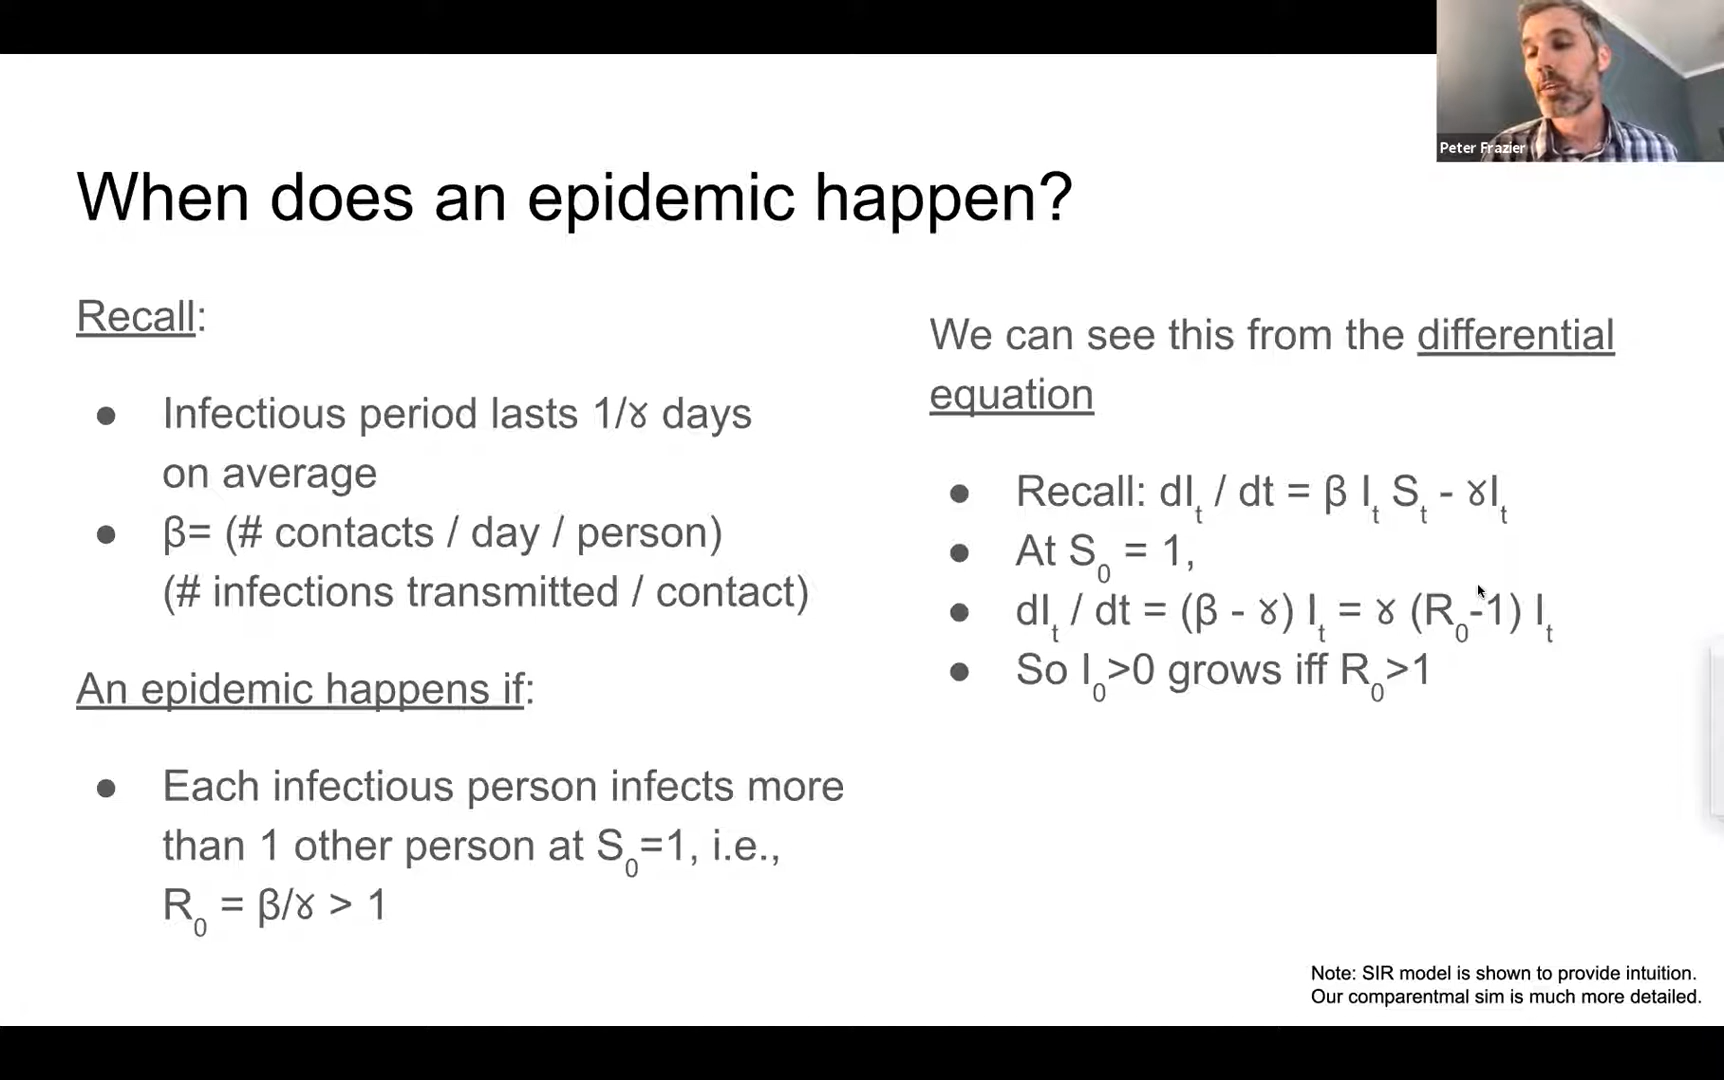 Peter Frazier
When does an epidemic happen?
Recall:
● Infectious period lasts 1/ɣ days
on average
● β= (# contacts / day / person)
(# infections transmitted / contact)
An epidemic happens if:
● Each infectious person infects more
than 1 other person at S₀=1, i.e.,
R₀ = β/ɣ > 1
We can see this from the differential
equation
● Recall: dIₜ / dt = β Iₜ Sₜ - ɣIₜ
● At S₀ = 1,
● dIₜ / dt = (β - ɣ) Iₜ = ɣ (R₀-1) Iₜ
● So I₀>0 grows iff R₀>1
Note: SIR model is shown to provide intuition.
Our comparentmal sim is much more detailed.